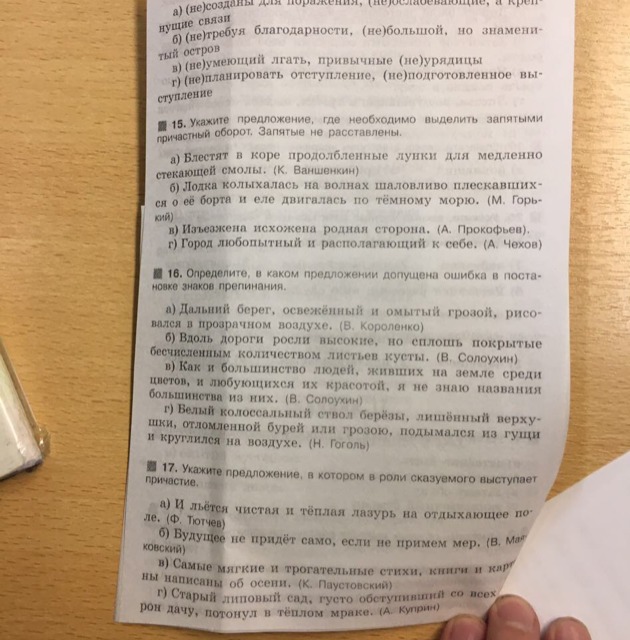 а) (не)созданы для поражения, (не)ослабевающие, а креп-
нущие связи
б) (не)требуя благодарности, (не)большой, но знамени-
тый остров
в) (не)умеющий лгать, привычные (не)урядицы
г) (не)планировать отступление, (не)подготовленное вы-
ступление
15. Укажите предложение, где необходимо выделить запятыми
причастный оборот. Запятые не расставлены.
а) Блестят в коре продолбленные лунки для медленно
стекающей смолы. (К. Ваншенкин)
б) Лодка колыхалась на волнах шаловливо плескавших-
ся о её борта и еле двигалась по тёмному морю. (М. Горь-
кий)
в) Изъезжена исхожена родная сторона. (А. Прокофьев).
г) Город любопытный и располагающий к себе. (А. Чехов)
16. Определите, в каком предложении допущена ошибка в поста-
новке знаков препинания.
а) Дальний берег, освежённый и омытый грозой, рисо-
вался в прозрачном воздухе. (В. Короленко)
б) Вдоль дороги росли высокие, но сплошь покрытые
бесчисленным количеством листьев кусты. (В. Солоухин)
в) Как и большинство людей, живших на земле среди
цветов, и любующихся их красотой, я не знаю названия
большинства из них. (В. Солоухин)
г) Белый колоссальный ствол берёзы, лишённый верху-
шки, отломленной бурей или грозою, подымался из гущи
и круглился на воздухе. (Н. Гоголь)
17. Укажите предложение, в котором в роли сказуемого выступает
причастие.
а) И льётся чистая и тёплая лазурь на отдыхающее по-
ле. (Ф. Тютчев)
б) Будущее не придёт само, если не примем мер. (В. Мая-
ковский)
в) Самые мягкие и трогательные стихи, книги и карт
ны написаны об осени. (К. Паустовский)
г) Старый липовый сад, густо обступивший со всех
рон дачу, потонул в тёплом мраке. (А. Куприн)